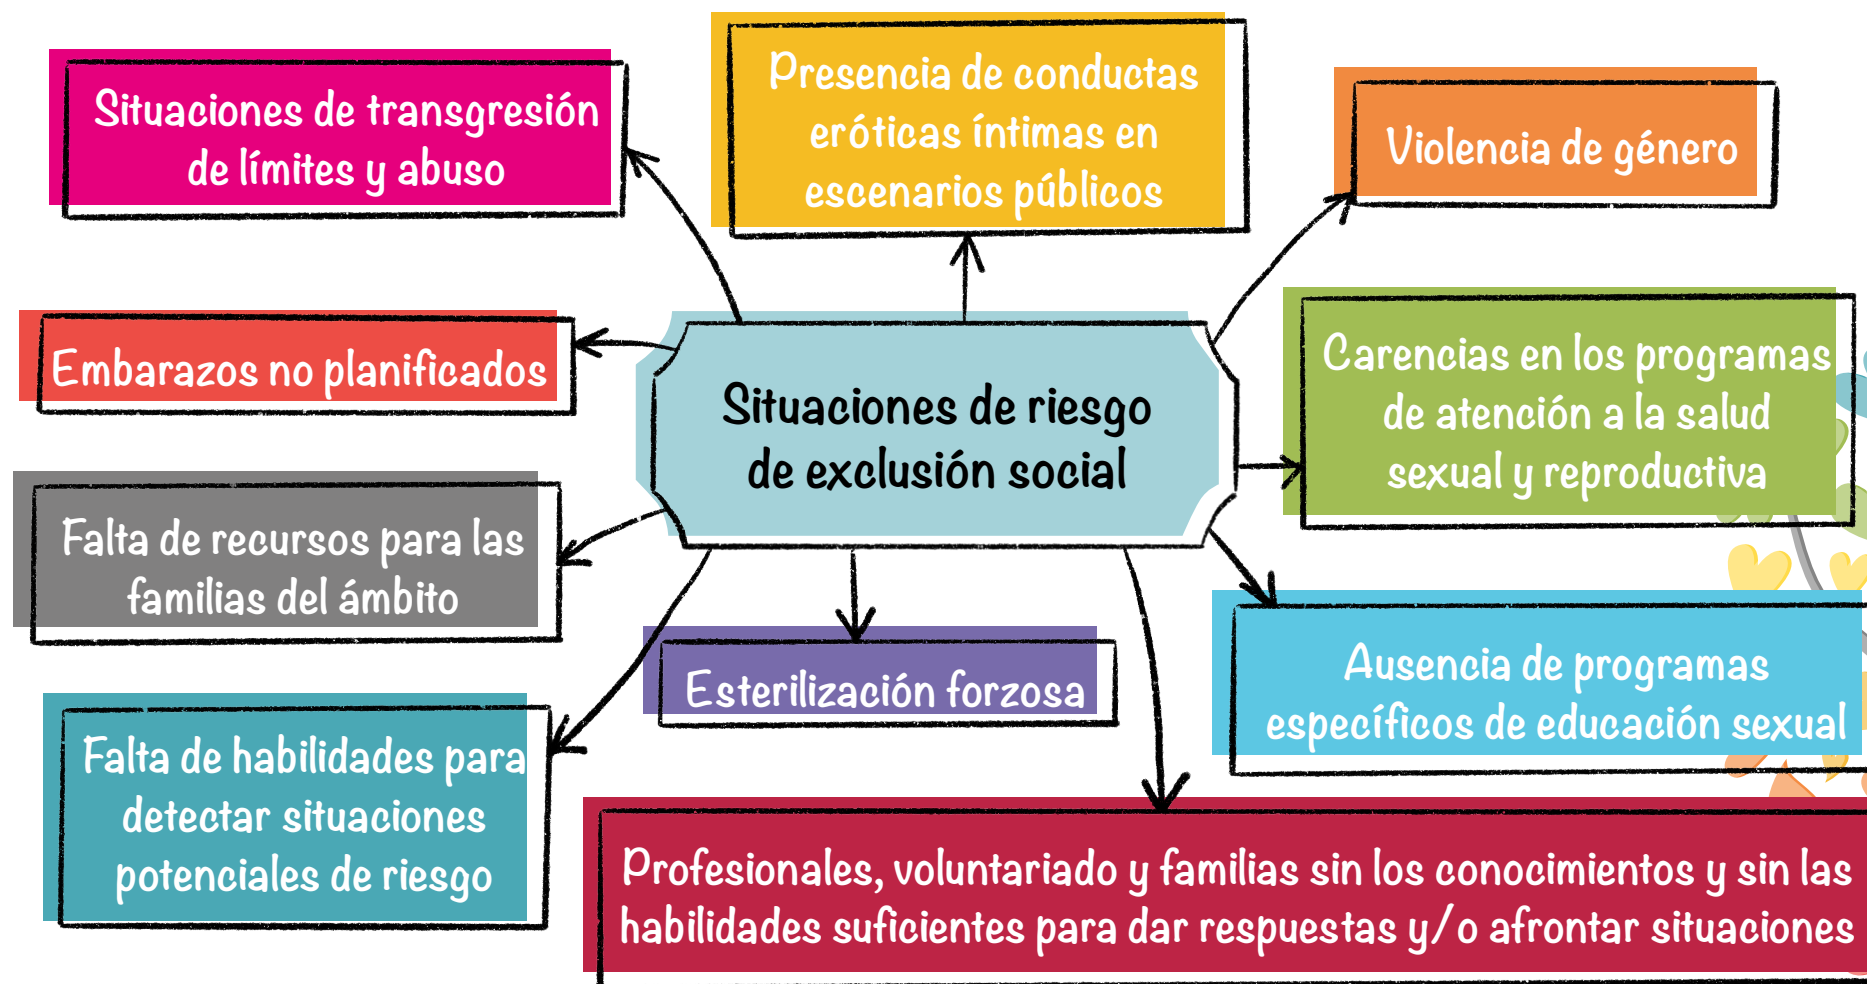 Situaciones de transgresión
de límites y abuso
Presencia de conductas
eróticas íntimas en
escenarios públicos
Violencia de género
Embarazos no planificados
Situaciones de riesgo
de exclusión social
Carencias en los programas
de atención a la salud
sexual y reproductiva
Falta de recursos para las
familias del ámbito
Esterilización forzosa
Ausencia de programas
específicos de educación sexual
Falta de habilidades para
detectar situaciones
potenciales de riesgo
Profesionales, voluntariado y familias sin los conocimientos y sin las
habilidades suficientes para dar respuestas y/o afrontar situaciones